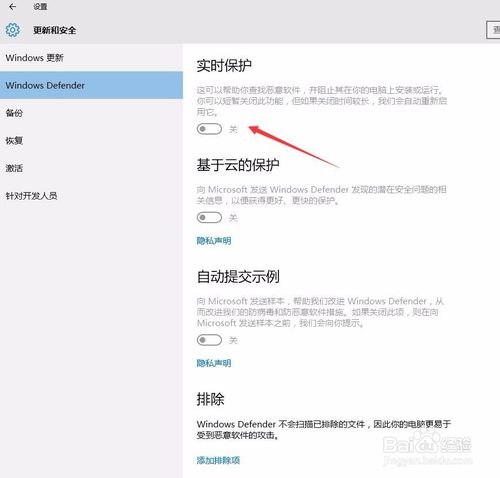 设置
更新和安全
查
Windows 更新
Windows Defender
备份
恢复
激活
针对开发人员
实时保护
这可以帮助你查找恶意软件，并阻止其在你的电脑上安装或运行。
你可以短暂关闭此功能，但如果关闭时间较长，我们会自动重新启
用它。
关
基于云的保护
向 Microsoft 发送 Windows Defender 发现的潜在安全问题的相
关信息，以便获得更好、更快的保护。
关
隐私声明
自动提交示例
向 Microsoft 发送样本，帮助我们改进 Windows Defender，从
而改进我们的防病毒和防恶意软件措施。如果关闭此项，则在向
Microsoft 发送样本之前，我们会向你提示。
关
隐私声明
排除
Windows Defender 不会扫描已排除的文件，因此你的电脑更易于
受到恶意软件的攻击。
添加排除项
Baidu 经验
jingyan.baidu.com